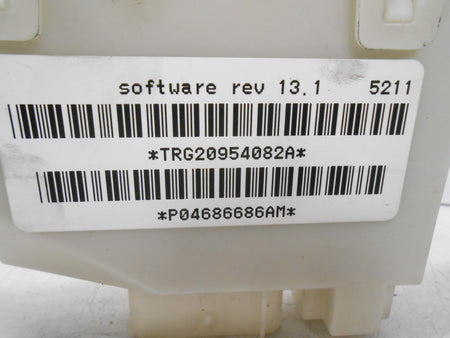 software rev 13.1 5211
*TRG20954082A*
*P04686686AM*